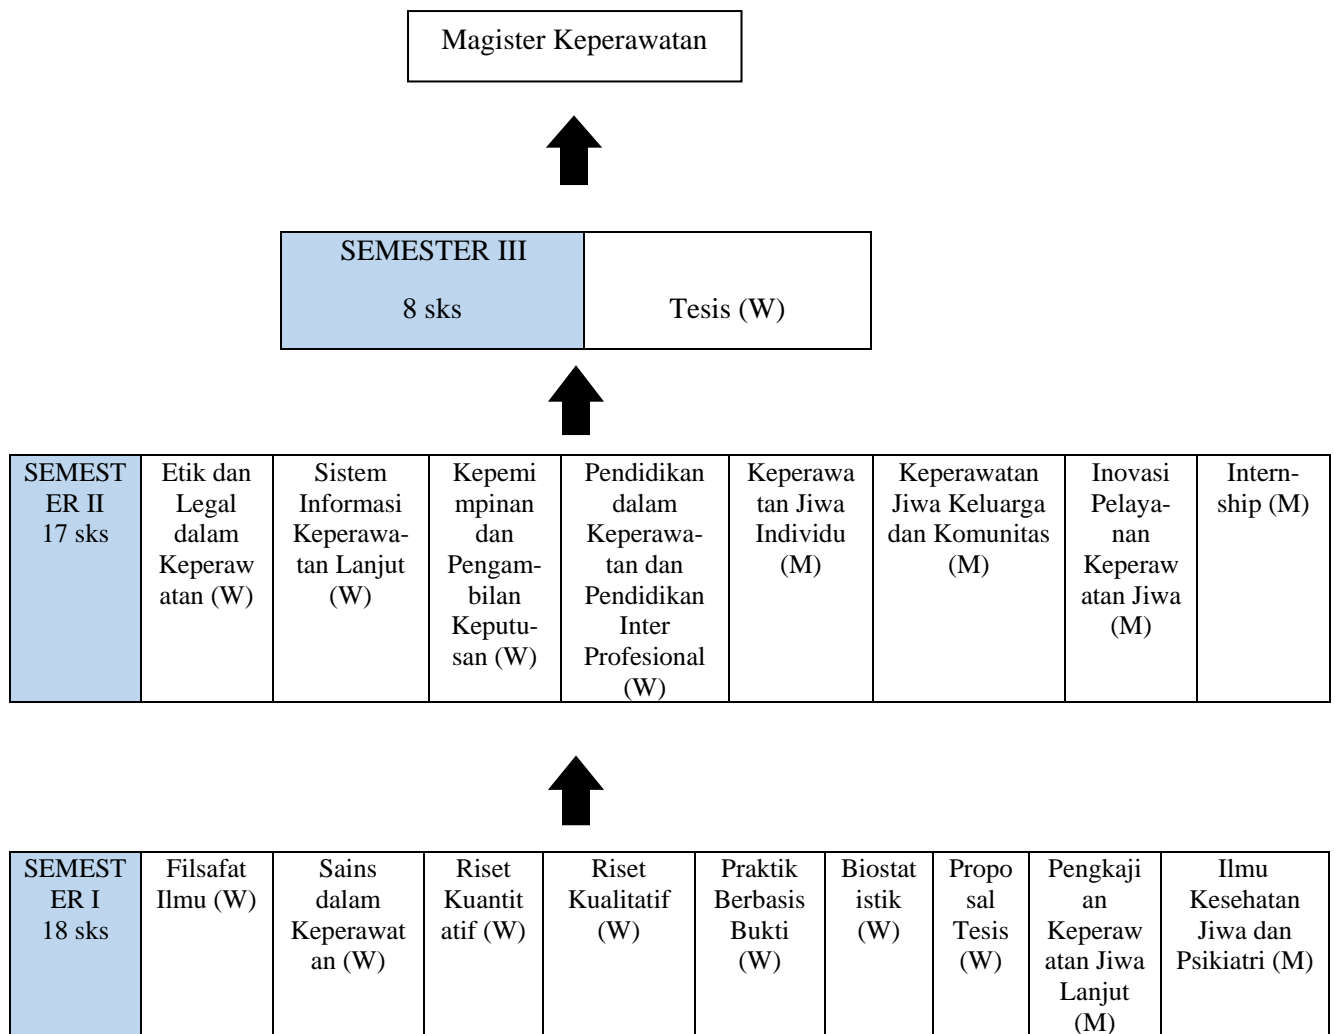 Magister Keperawatan
SEMESTER III
8 sks
Tesis (W)
SEMEST
ER II
17 sks
Etik dan
Legal
dalam
Keperaw
atan (W)
Sistem
Informasi
Keperawa-
tan Lanjut
(W)
Kepemi
mpinan
dan
Pengam-
bilan
Keputu-
san (W)
Pendidikan
dalam
Keperawa-
tan dan
Pendidikan
Inter
Profesional
(W)
Keperawa
tan Jiwa
Individu
(M)
Keperawatan
Jiwa Keluarga
dan Komunitas
(M)
Inovasi
Pelaya-
nan
Keperaw
atan Jiwa
(M)
Intern-
ship (M)
SEMEST
ER I
18 sks
Filsafat
Ilmu (W)
Sains
dalam
Keperawat
an (W)
Riset
Kuantit
atif (W)
Riset
Kualitatif
(W)
Praktik
Berbasis
Bukti
(W)
Biostat
istik
(W)
Propo
sal
Tesis
(W)
Pengkaji
an
Keperaw
atan Jiwa
Lanjut
(M)
Ilmu
Kesehatan
Jiwa dan
Psikiatri (M)